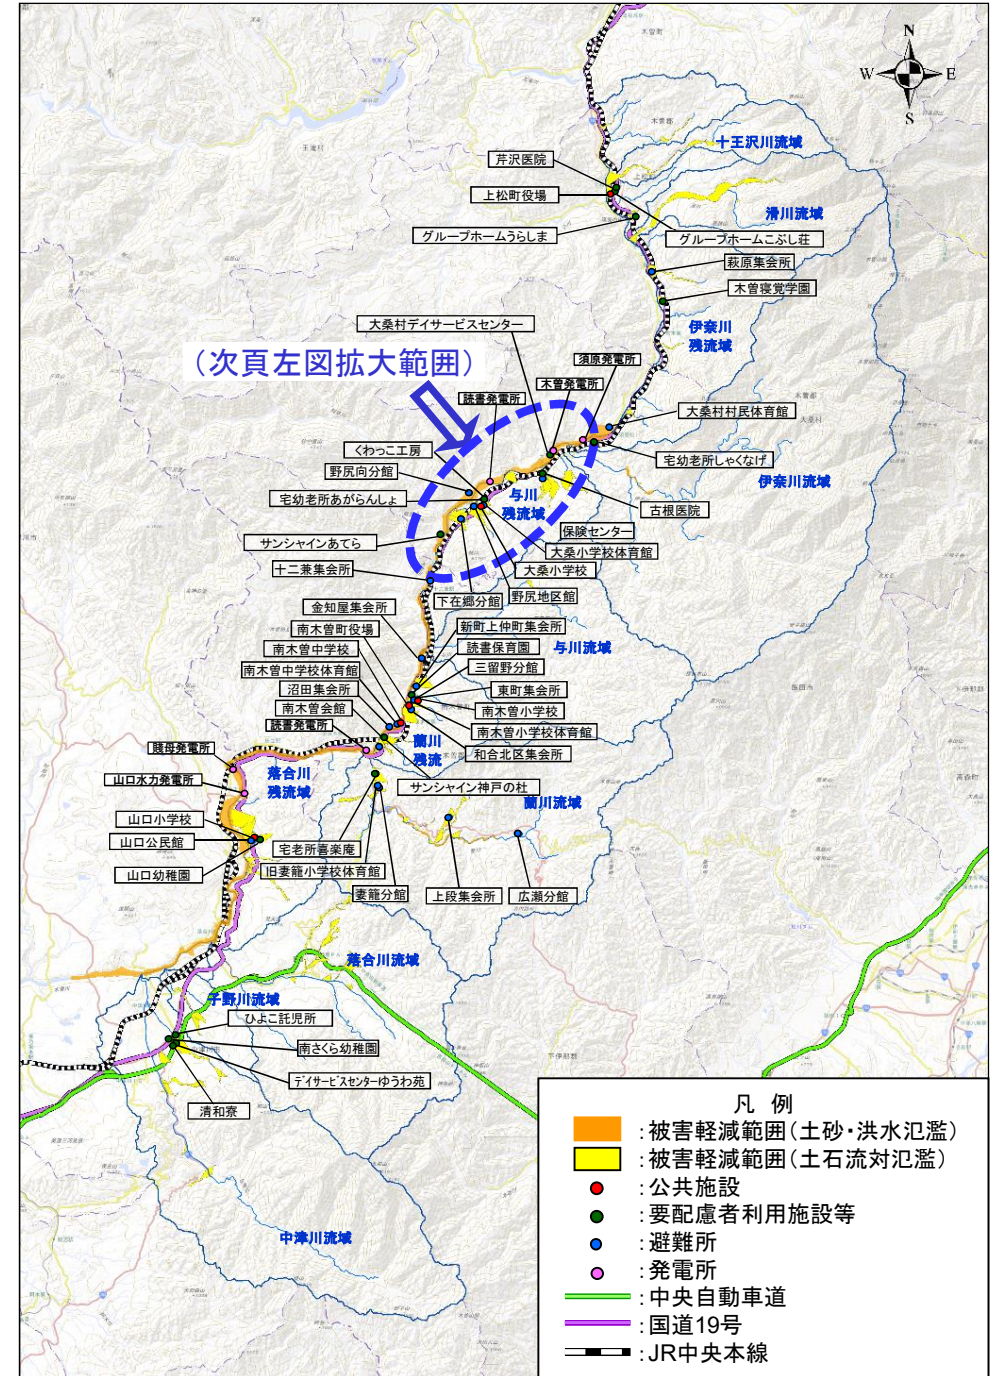 N
W E
S
十王沢川流域
芹沢医院
上松町役場
滑川流域
グループホームうらしま
グループホームこぶし荘
萩原集会所
木曽寝覚学園
大桑村デイサービスセンター
伊奈川
残流域
(次頁左図拡大範囲)
須原発電所
木曽発電所
読書発電所
大桑村村民体育館
くわっこ工房
宅幼老所しゃくなげ
野尻向分館
伊奈川流域
宅幼老所あがらんしょ
与川
残流域
古根医院
保険センター
サンシャインあてら
大桑小学校体育館
十二兼集会所
大桑小学校
下在郷分館
野尻地区館
金知屋集会所
新町上仲町集会所
南木曽町役場
読書保育園
与川流域
南木曽中学校
三留野分館
南木曽中学校体育館
東町集会所
沼田集会所
南木曽小学校
南木曽会館
南木曽小学校体育館
読書発電所
蘭川
残流
和合北区集会所
賤母発電所
落合川
残流域
山口水力発電所
サンシャイン神戸の杜
蘭川流域
山口小学校
山口公民館
宅老所喜楽庵
山口幼稚園
旧妻籠小学校体育館
妻籠分館
上段集会所
広瀬分館
落合川流域
子野川流域
ひよこ託児所
南さくら幼稚園
デイサービスセンターゆうわ苑
清和寮
中津川流域
凡 例
:被害軽減範囲(土砂・洪水氾濫)
:被害軽減範囲(土石流対氾濫)
:公共施設
:要配慮者利用施設等
:避難所
:発電所
:中央自動車道
:国道19号
:JR中央本線